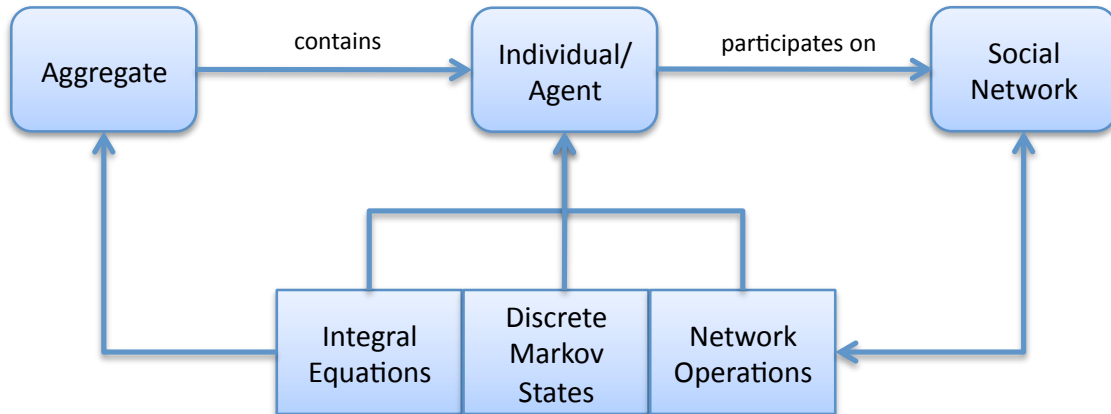 Aggregate
contains
Individual/
Agent
participates on
Social
Network
Integral
Equations
Discrete
Markov
States
Network
Operations